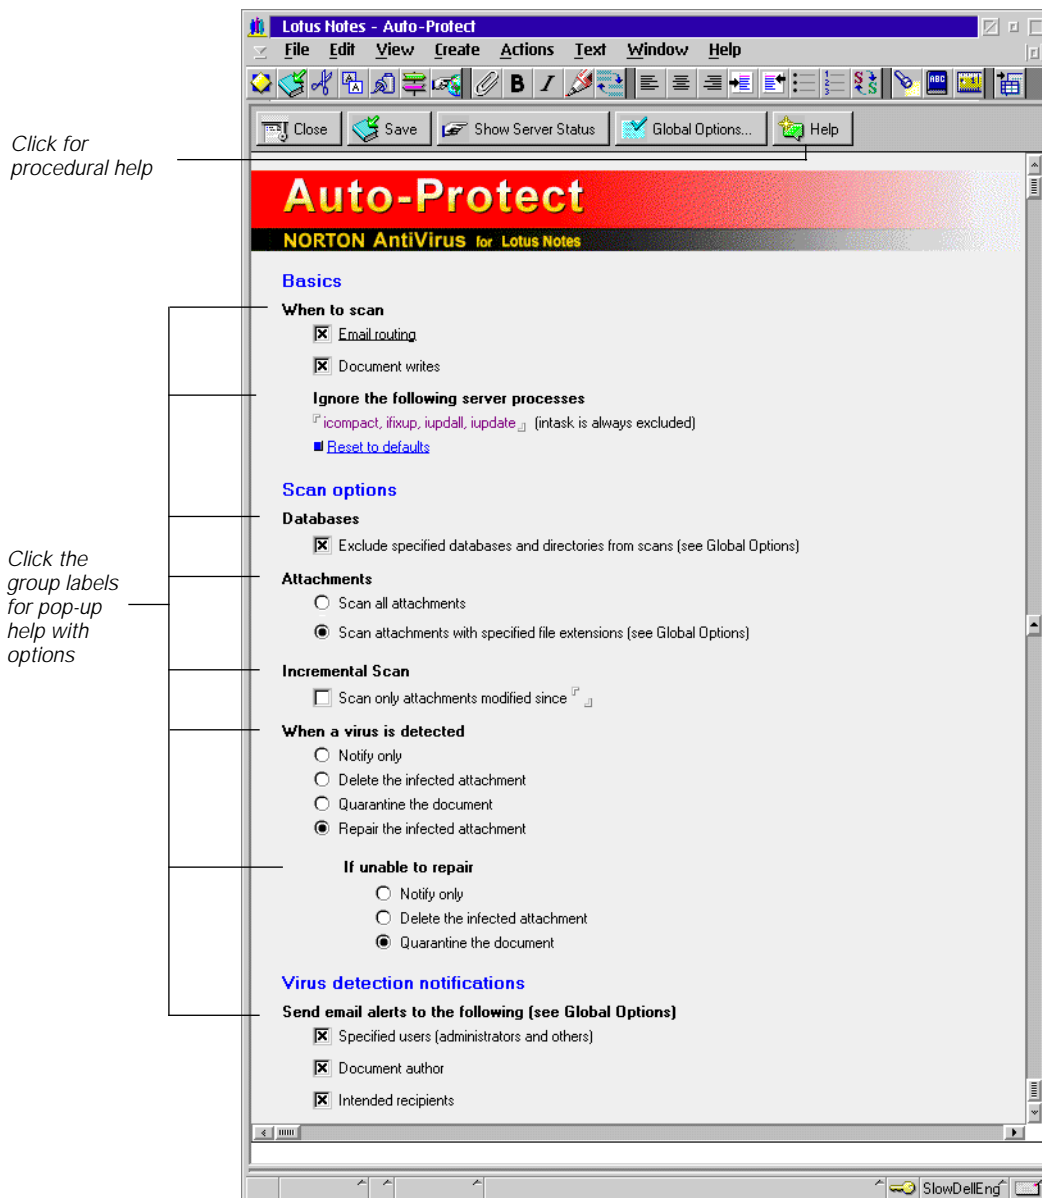 Lotus Notes - Auto-Protect
File Edit View Create Actions Text Window Help
Close Save Show Server Status Global Options... Help
Click for
procedural help
Auto-Protect
NORTON AntiVirus for Lotus Notes
Basics
When to scan
Email routing
Document writes
Ignore the following server processes
icompact, ifixup, iupdall, iupdate (intask is always excluded)
Reset to defaults
Scan options
Databases
Exclude specified databases and directories from scans (see Global Options)
Click the
group labels
for pop-up
help with
options
Attachments
Scan all attachments
Scan attachments with specified file extensions (see Global Options)
Incremental Scan
Scan only attachments modified since
When a virus is detected
Notify only
Delete the infected attachment
Quarantine the document
Repair the infected attachment
If unable to repair
Notify only
Delete the infected attachment
Quarantine the document
Virus detection notifications
Send email alerts to the following (see Global Options)
Specified users (administrators and others)
Document author
Intended recipients
SlowDellEng